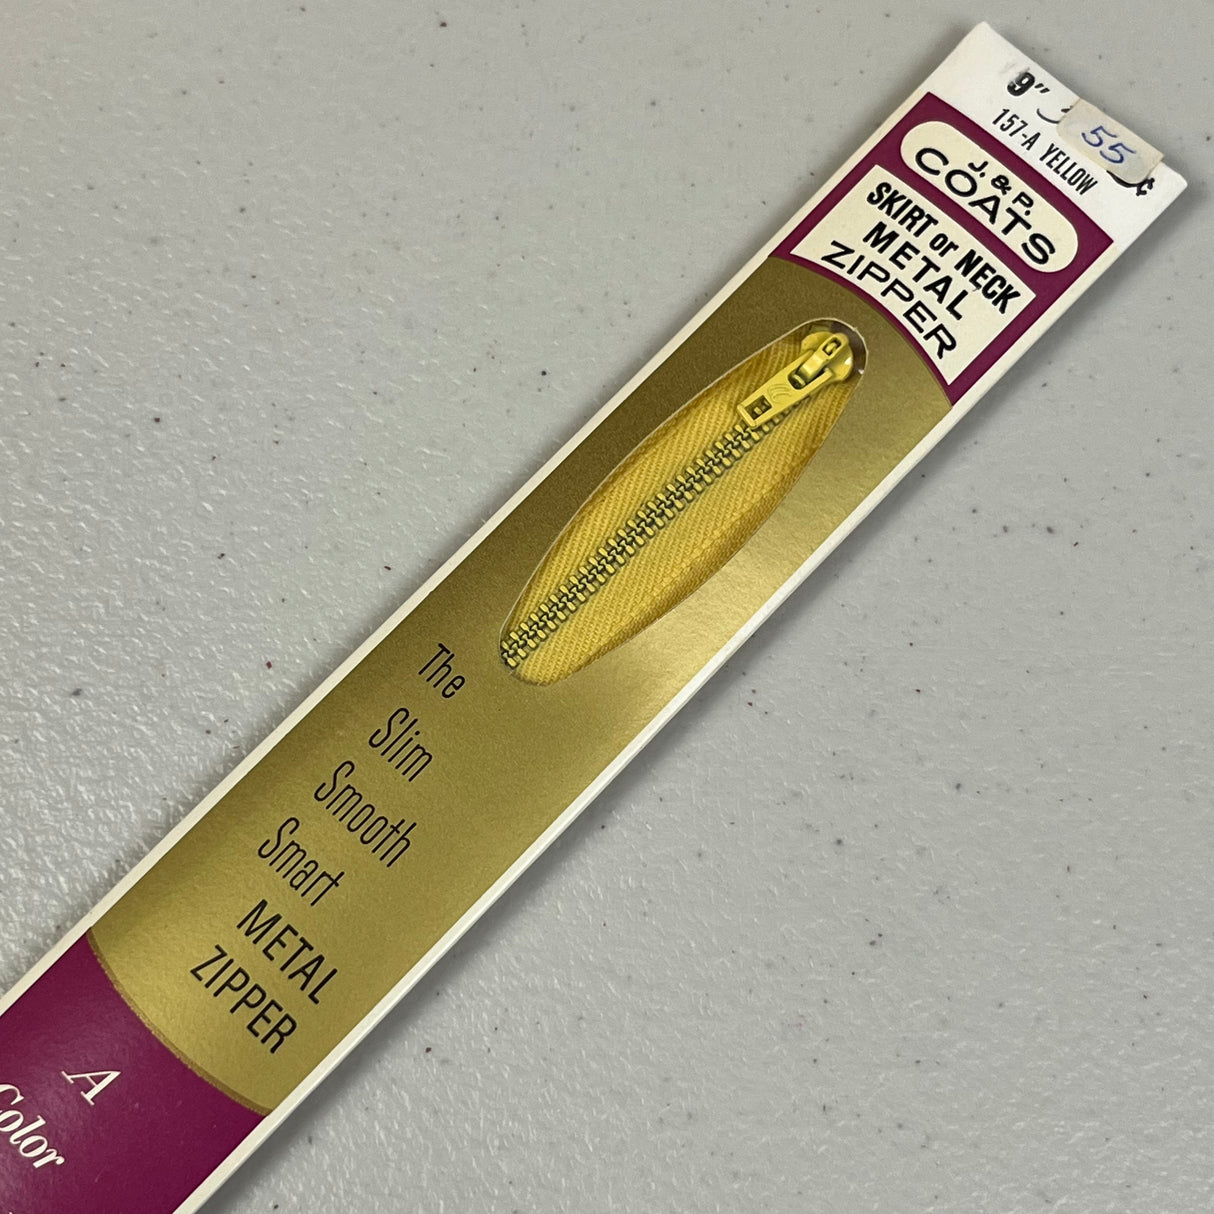 9"
55
¢
157-A YELLOW
J. & P.
COATS
SKIRT or NECK
METAL
ZIPPER
The
Slim
Smooth
Smart
METAL
ZIPPER
A
Color